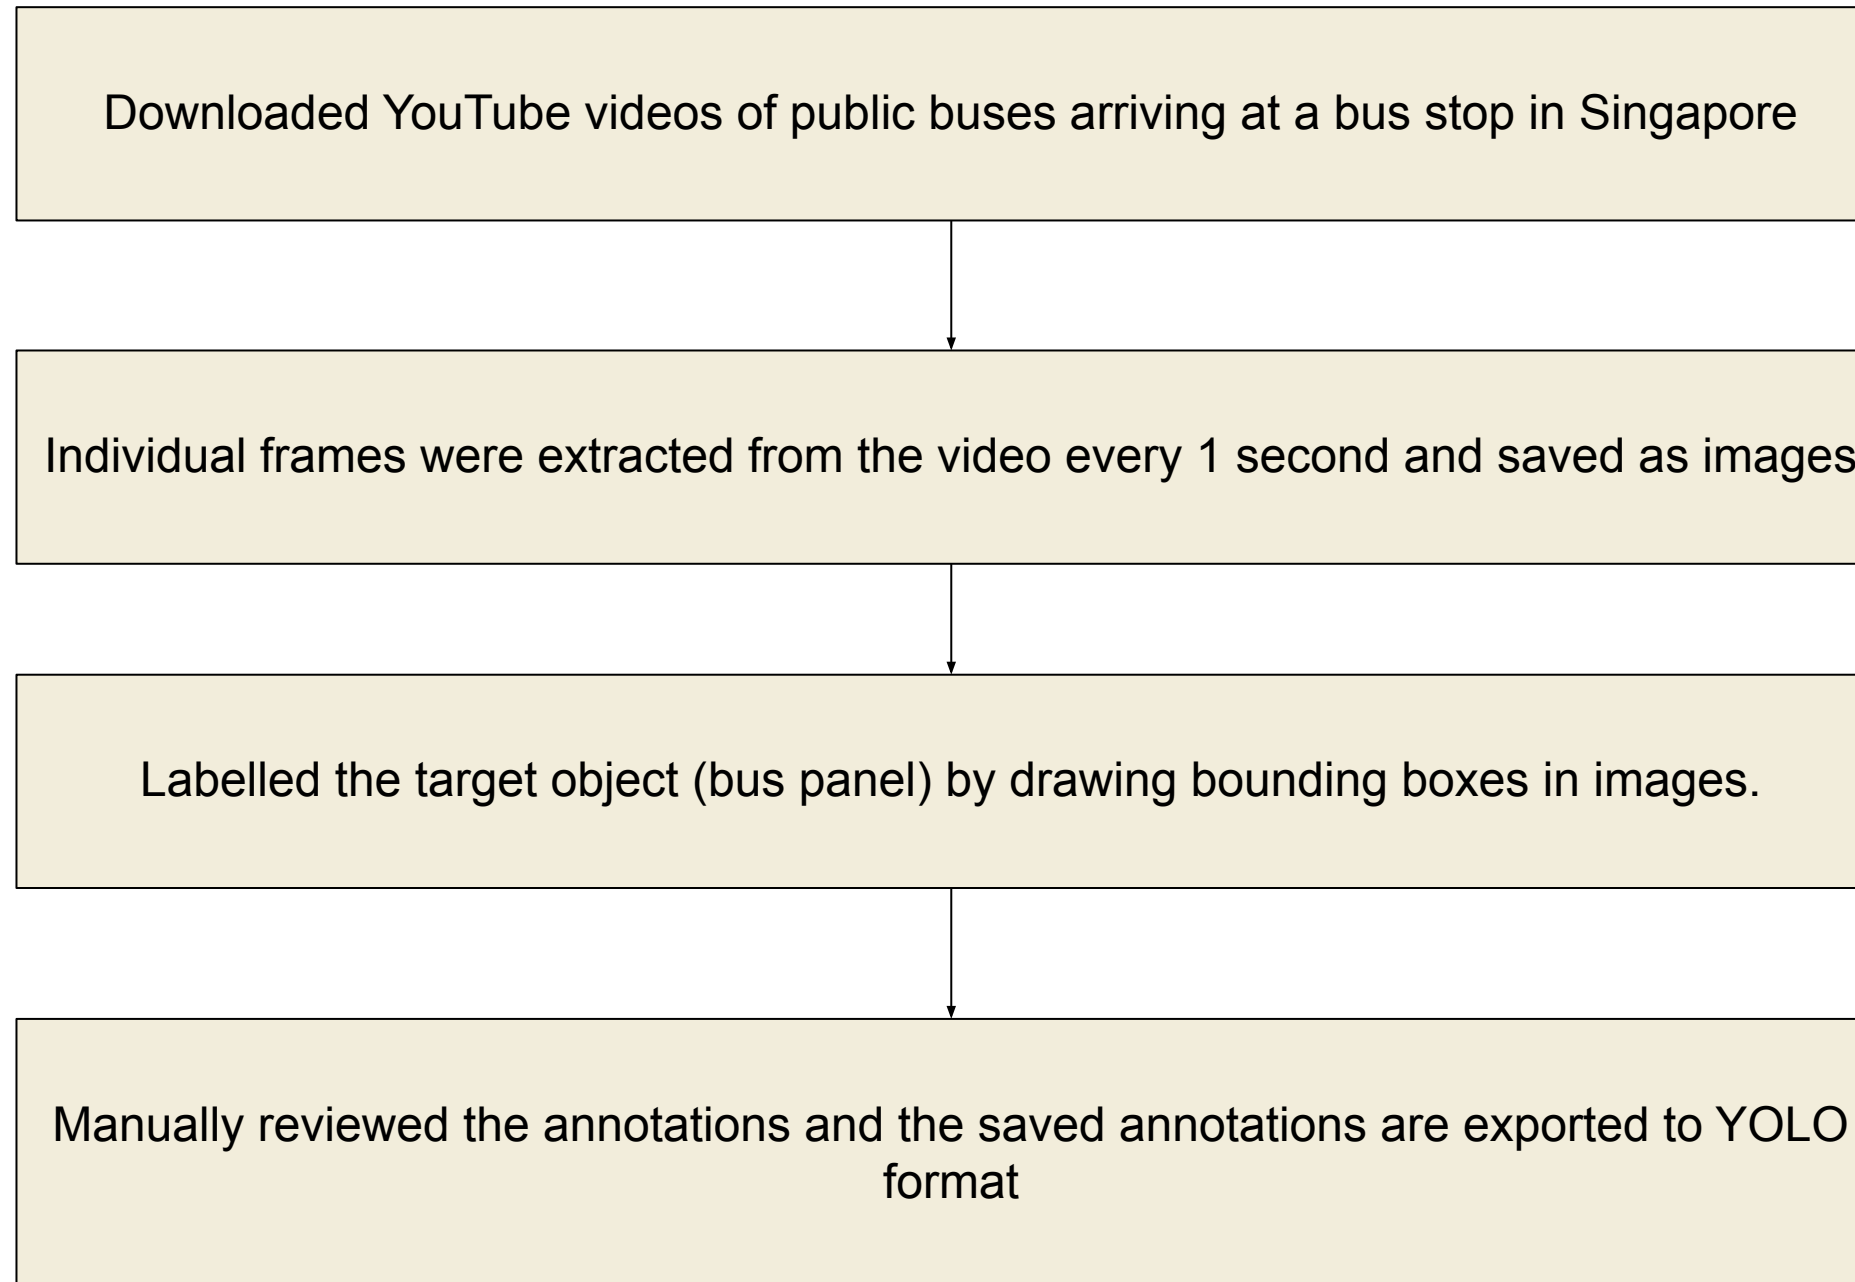 Downloaded YouTube videos of public buses arriving at a bus stop in Singapore
Individual frames were extracted from the video every 1 second and saved as images
Labelled the target object (bus panel) by drawing bounding boxes in images.
Manually reviewed the annotations and the saved annotations are exported to YOLO
format